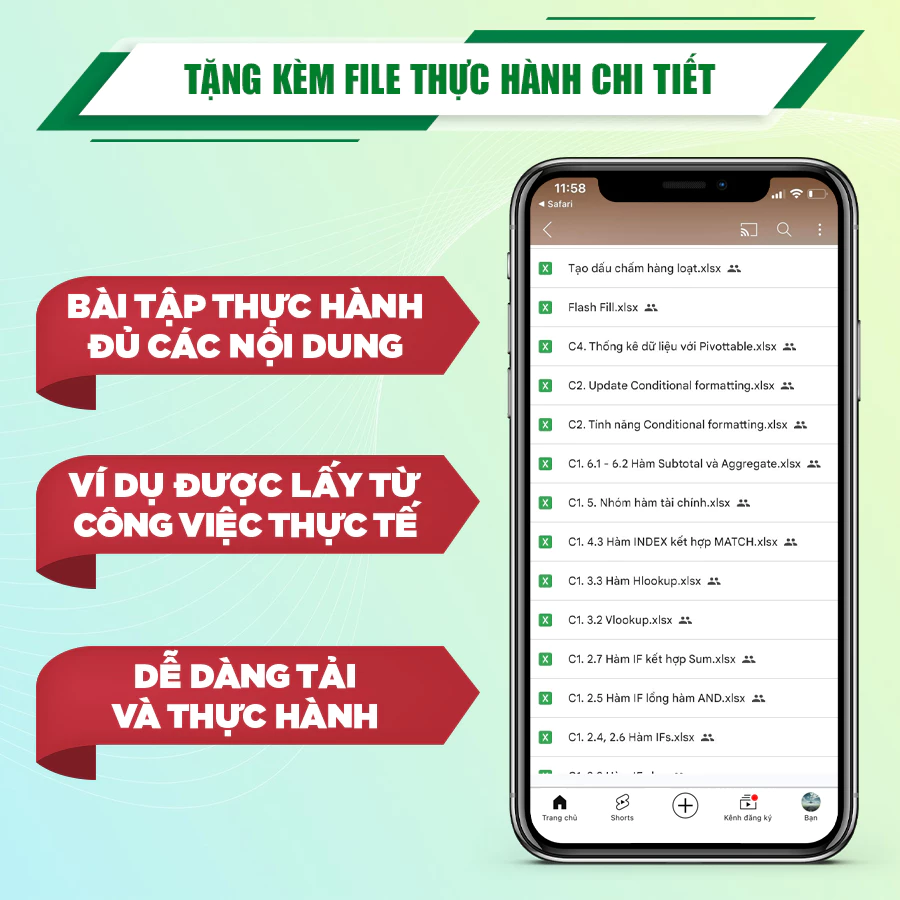 TẶNG KÈM FILE THỰC HÀNH CHI TIẾT
BÀI TẬP THỰC HÀNH
ĐỦ CÁC NỘI DUNG
VÍ DỤ ĐƯỢC LẤY TỪ
CÔNG VIỆC THỰC TẾ
DỄ DÀNG TẢI
VÀ THỰC HÀNH
11:58
Safari
Tạo dấu chấm hàng loạt.xlsx
Flash Fill.xlsx
C4. Thống kê dữ liệu với Pivottable.xlsx
C2. Update Conditional formatting.xlsx
C2. Tính năng Conditional formatting.xlsx
C1. 6.1 - 6.2 Hàm Subtotal và Aggregate.xlsx
C1. 5. Nhóm hàm tài chính.xlsx
C1. 4.3 Hàm INDEX kết hợp MATCH.xlsx
C1. 3.3 Hàm Hlookup.xlsx
C1. 3.2 Vlookup.xlsx
C1. 2.7 Hàm IF kết hợp Sum.xlsx
C1. 2.5 Hàm IF lồng hàm AND.xlsx
C1. 2.4, 2.6 Hàm IFs.xlsx
Trang chủ
Shorts
Kênh đăng ký
Bạn